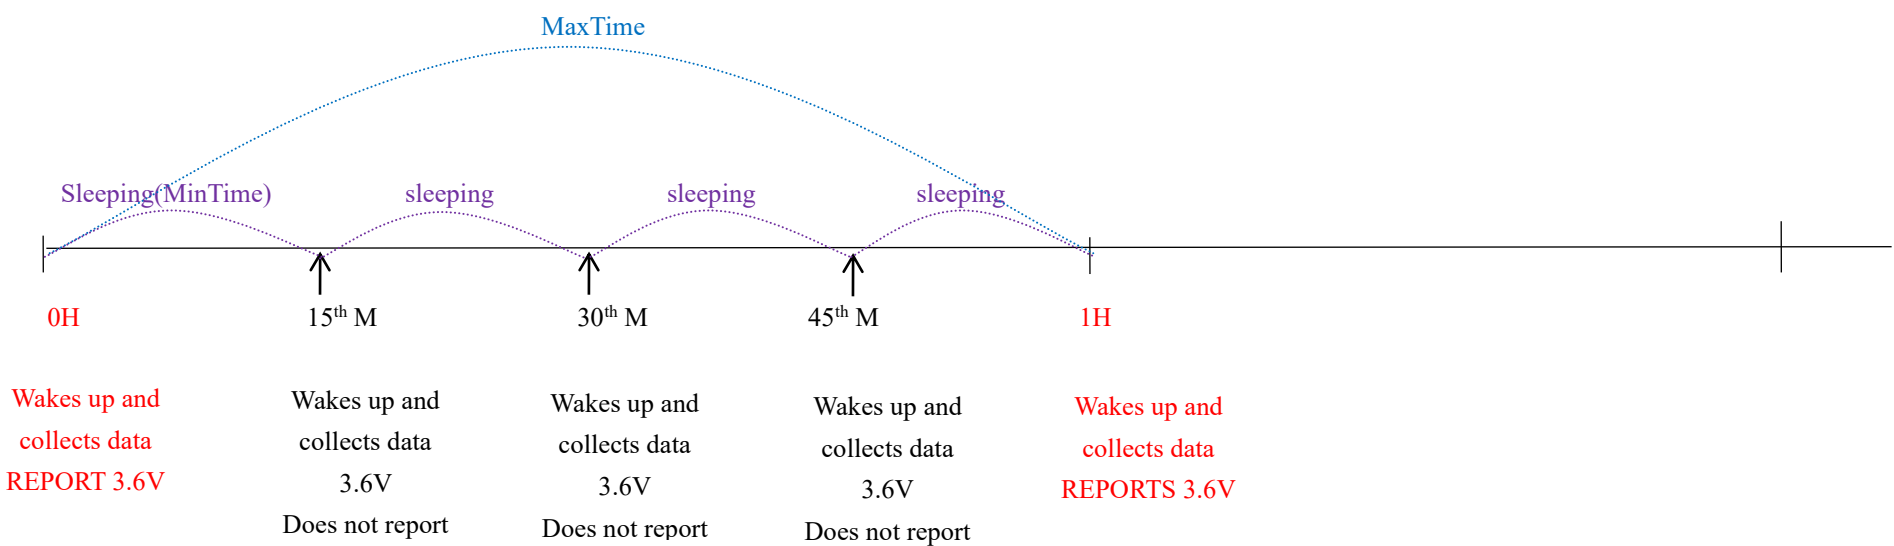 MaxTime
Sleeping(MinTime)
sleeping
sleeping
sleeping
0H
15th M
30th M
45th M
1H
Wakes up and
collects data
REPORT 3.6V
Wakes up and
collects data
3.6V
Does not report
Wakes up and
collects data
3.6V
Does not report
Wakes up and
collects data
3.6V
Does not report
Wakes up and
collects data
REPORTS 3.6V